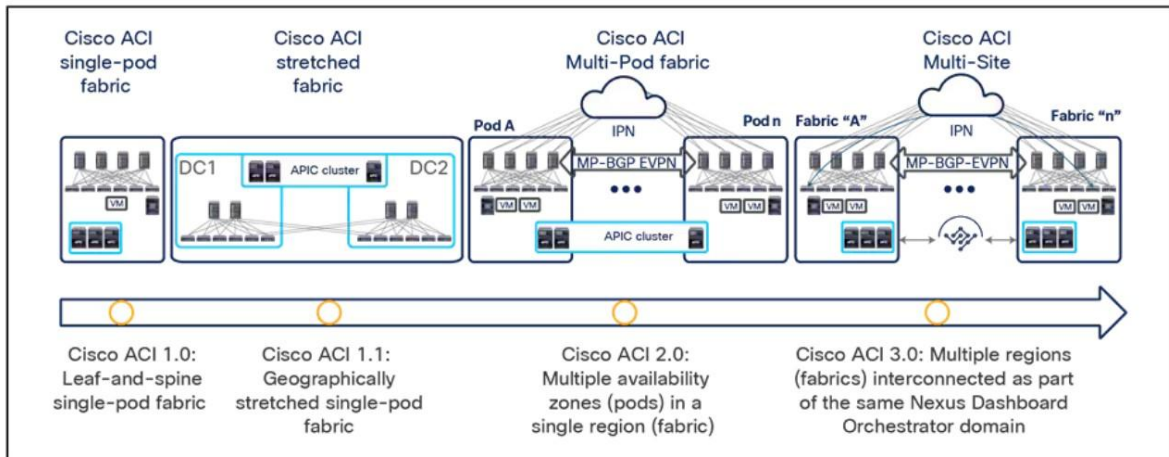 Cisco ACI
single-pod
fabric
Cisco ACI
stretched
fabric
Cisco ACI
Multi-Pod fabric
Cisco ACI
Multi-Site
Pod A
IPN
Pod n
Fabric “A”
IPN
Fabric “n”
DC1
APIC cluster
DC2
MP-BGP EVPN
MP-BGP-EVPN
VM
VM VM
VM VM
VM VM
VM VM
APIC cluster
Cisco ACI 1.0:
Leaf-and-spine
single-pod fabric
Cisco ACI 1.1:
Geographically
stretched single-pod
fabric
Cisco ACI 2.0:
Multiple availability
zones (pods) in a
single region (fabric)
Cisco ACI 3.0: Multiple regions
(fabrics) interconnected as part
of the same Nexus Dashboard
Orchestrator domain